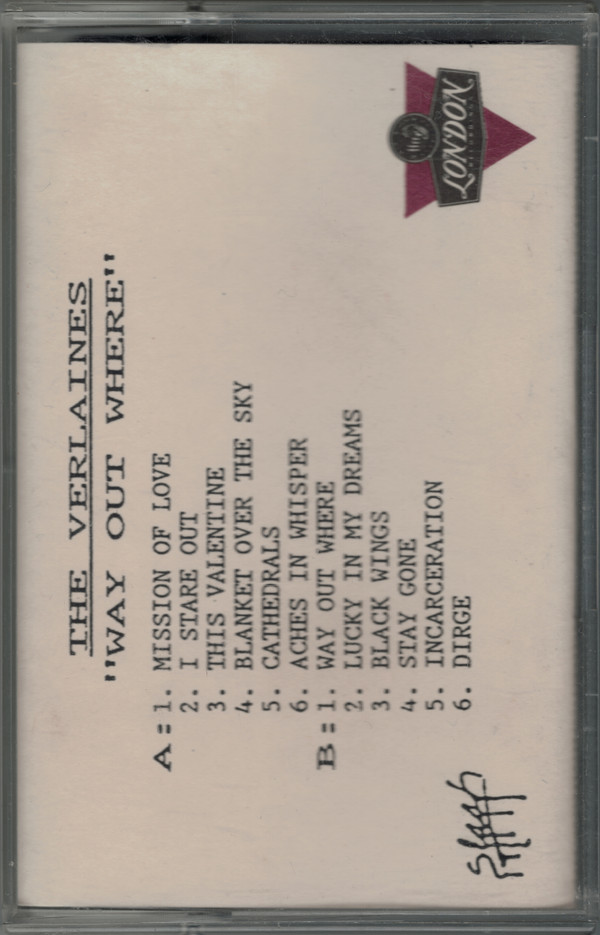 THE VERLAINES
"WAY OUT WHERE"
A: 1. MISSION OF LOVE
2. I STARE OUT
3. THIS VALENTINE
4. BLANKET OVER THE SKY
5. CATHEDRALS
6. ACHES IN WHISPER
B: 1. WAY OUT WHERE
2. LUCKY IN MY DREAMS
3. BLACK WINGS
4. STAY GONE
5. INCARCERATION
6. DIRGE
Slash
LONDON
RECORDINGS